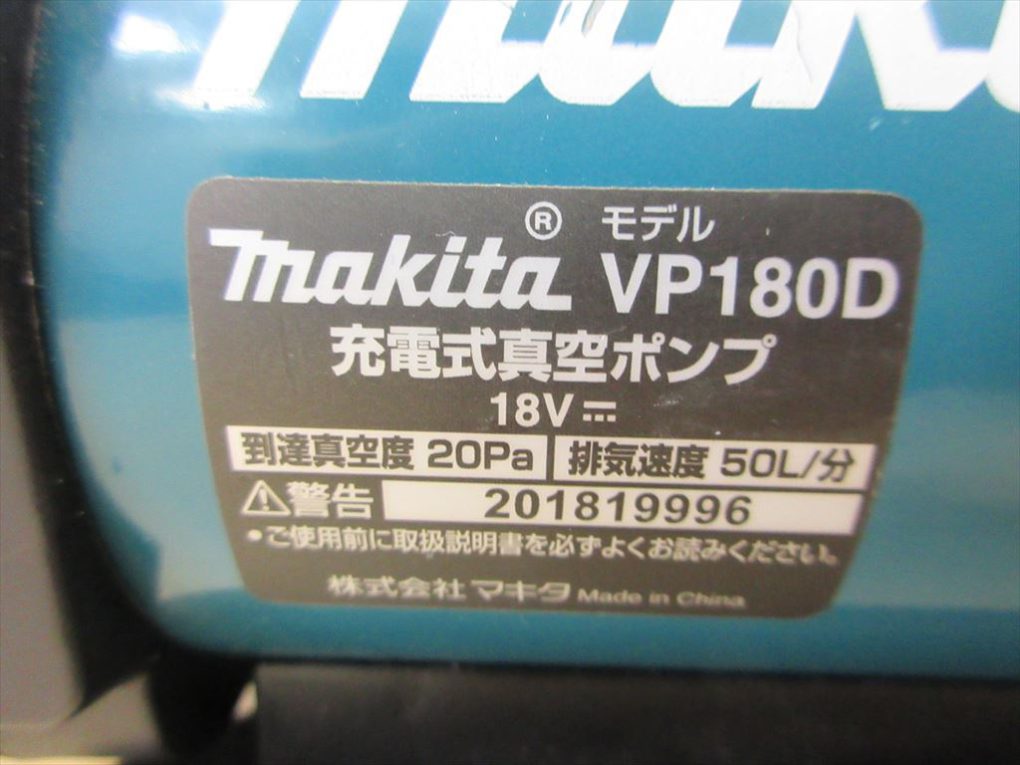 makita
® モデル
makita VP180D
充電式真空ポンプ
18V⎓
到達真空度 20Pa 排気速度 50L/分
⚠警告 201819996
•ご使用前に取扱説明書を必ずよくお読みください。
株式会社 マキタ Made in China